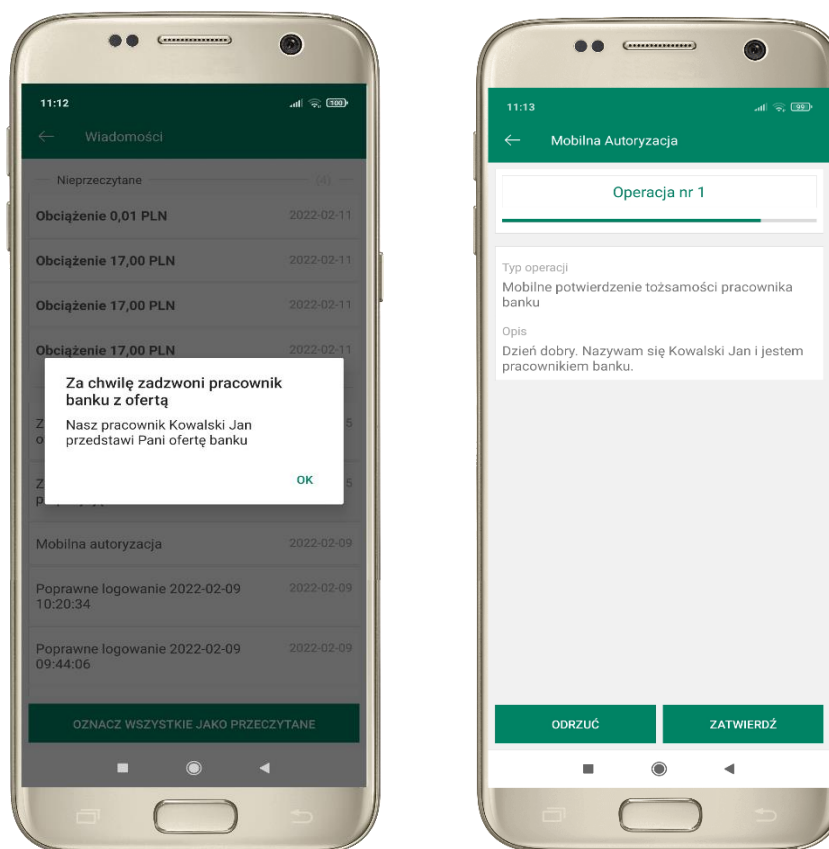 11:12
100
Wiadomości
Nieprzeczytane (4)
Obciążenie 0,01 PLN 2022-02-11
Obciążenie 17,00 PLN 2022-02-11
Obciążenie 17,00 PLN 2022-02-11
Obciążenie 17,00 PLN 2022-02-11
Za chwilę zadzwoni pracownik
banku z ofertą
Nasz pracownik Kowalski Jan
przedstawi Pani ofertę banku
OK
Mobilna autoryzacja 2022-02-09
Poprawne logowanie 2022-02-09 2022-02-09
10:20:34
Poprawne logowanie 2022-02-09 2022-02-09
09:44:06
OZNACZ WSZYSTKIE JAKO PRZECZYTANE
11:13
99
Mobilna Autoryzacja
Operacja nr 1
Typ operacji
Mobilne potwierdzenie tożsamości pracownika
banku
Opis
Dzień dobry. Nazywam się Kowalski Jan i jestem
pracownikiem banku.
ODRZUĆ ZATWIERDŹ